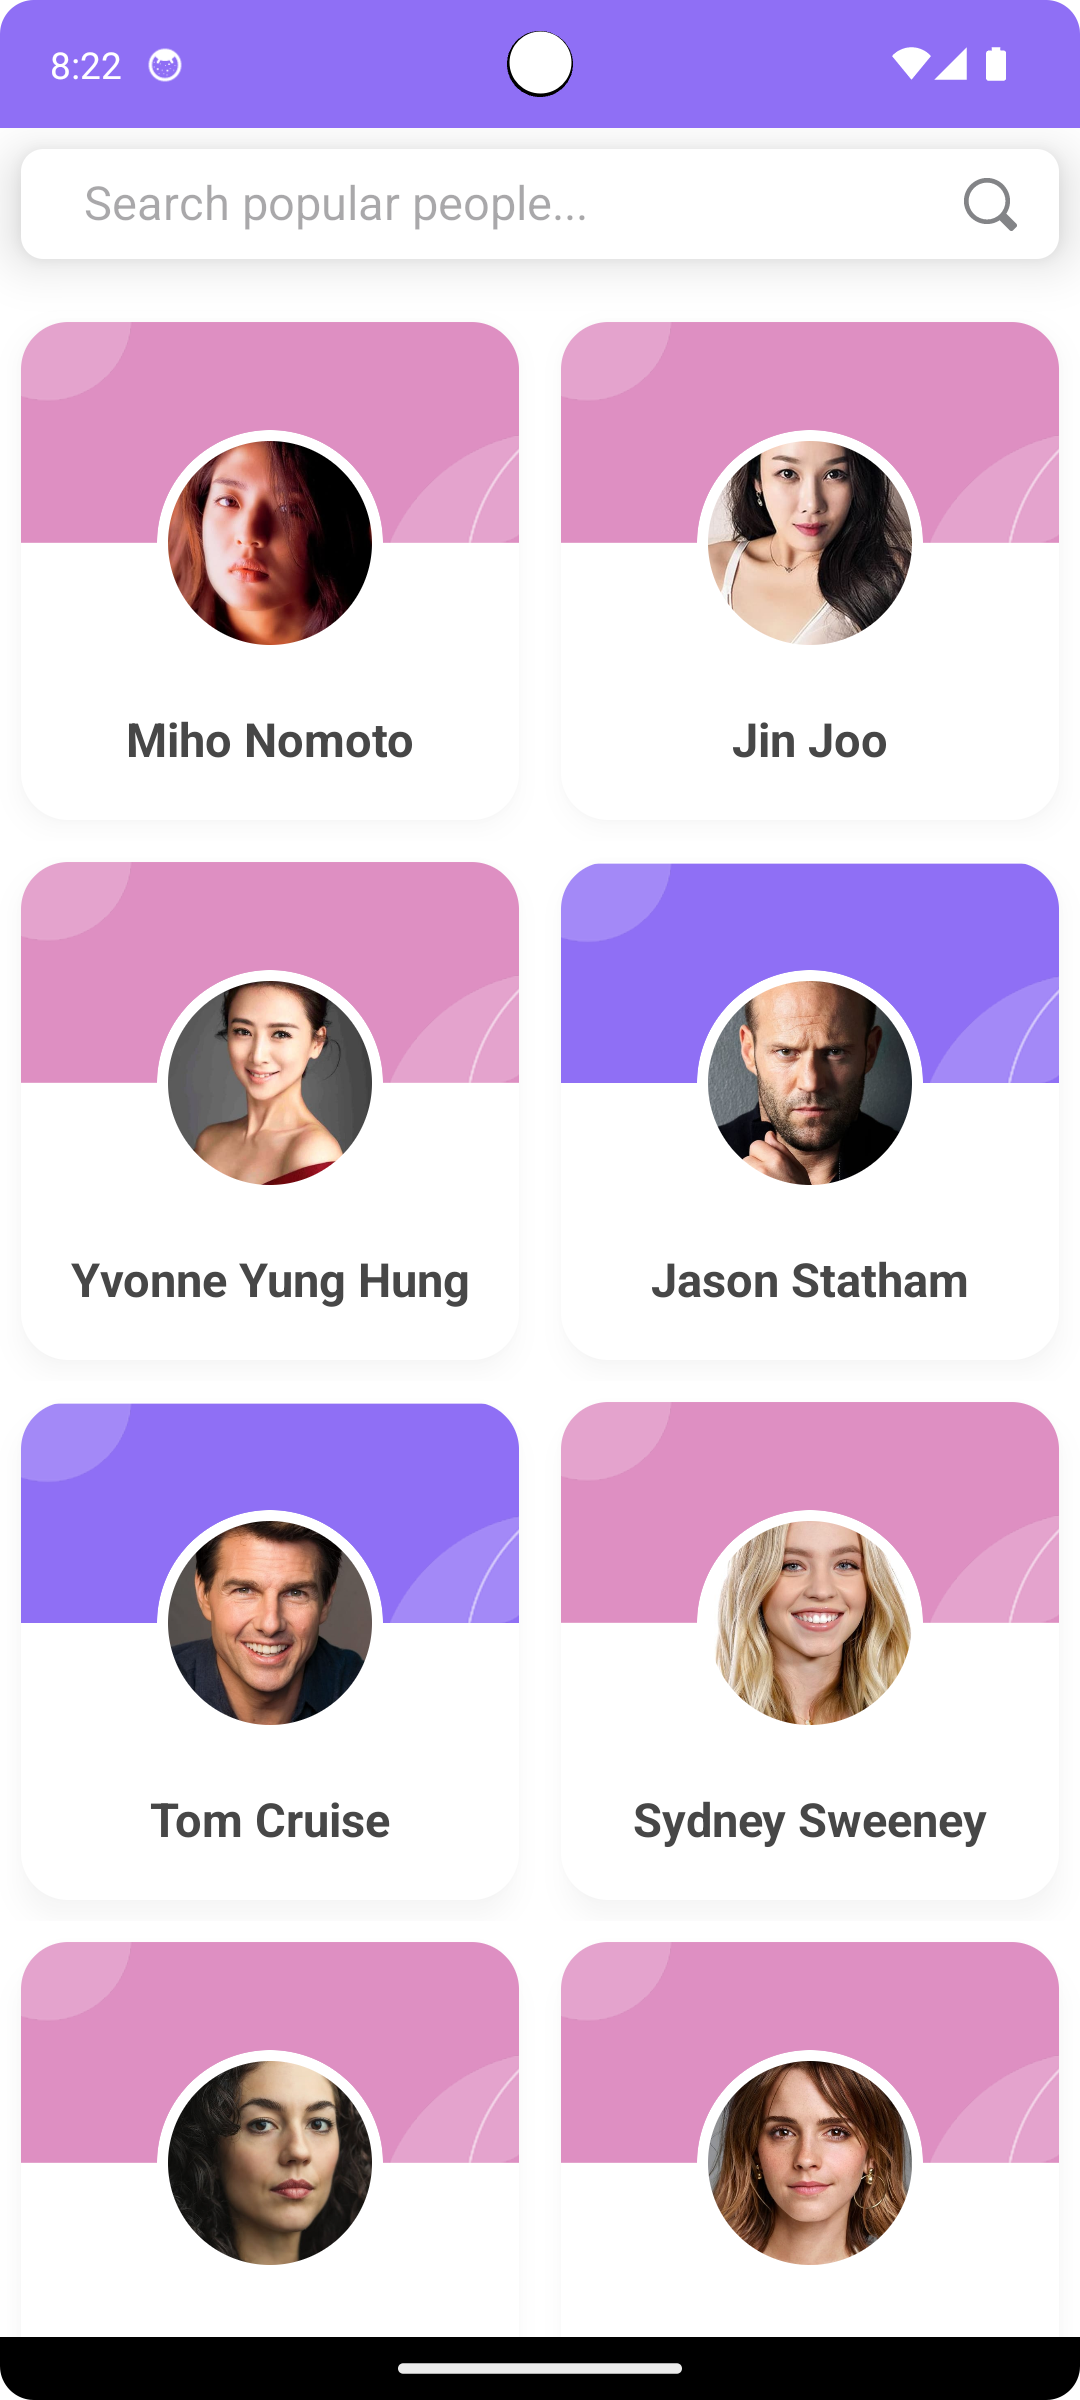 8:22
Search popular people...
Miho Nomoto
Jin Joo
Yvonne Yung Hung
Jason Statham
Tom Cruise
Sydney Sweeney